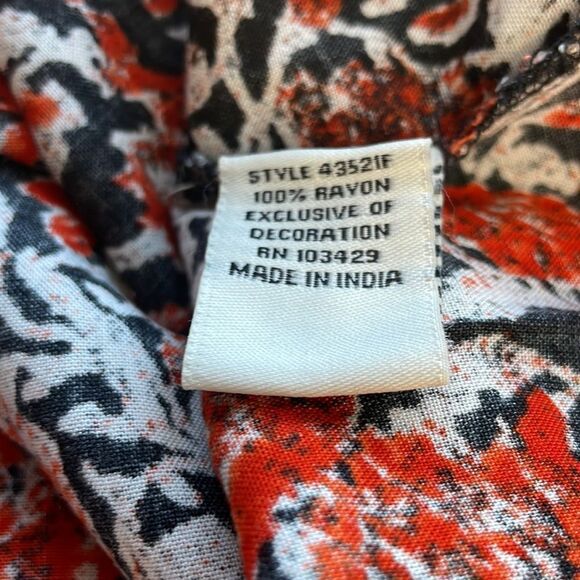 STYLE 43521F
100% RAYON
EXCLUSIVE OF
DECORATION
RN 103429
MADE IN INDIA